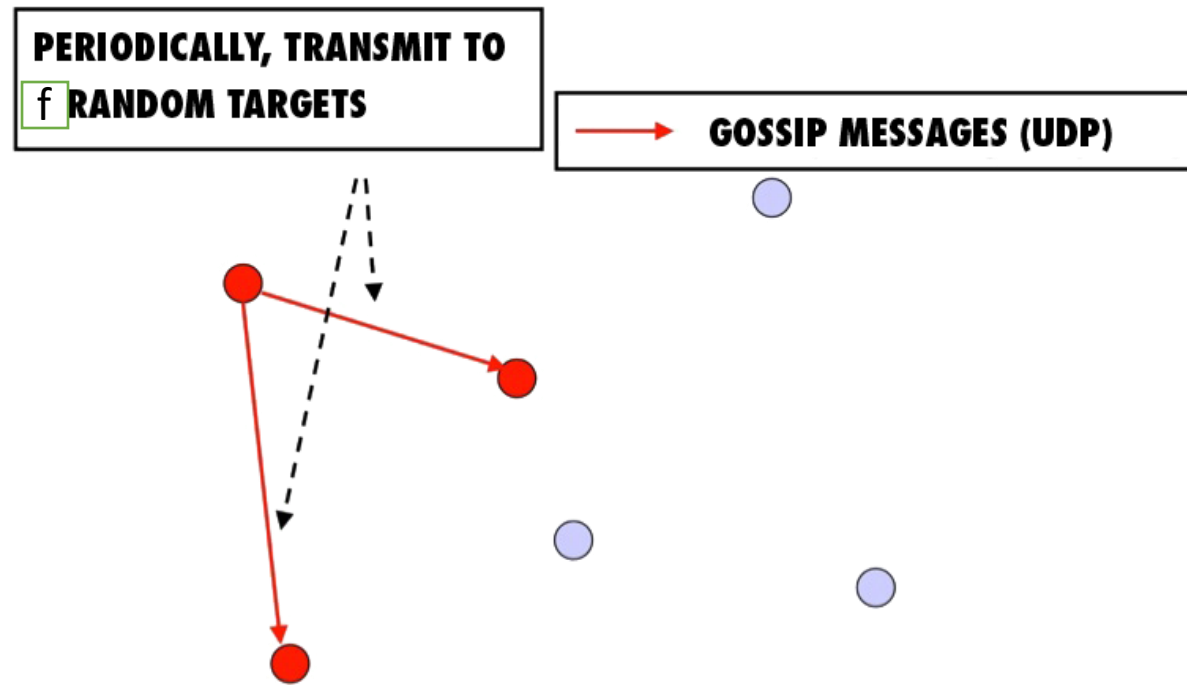 PERIODICALLY, TRANSMIT TO
f RANDOM TARGETS
GOSSIP MESSAGES (UDP)